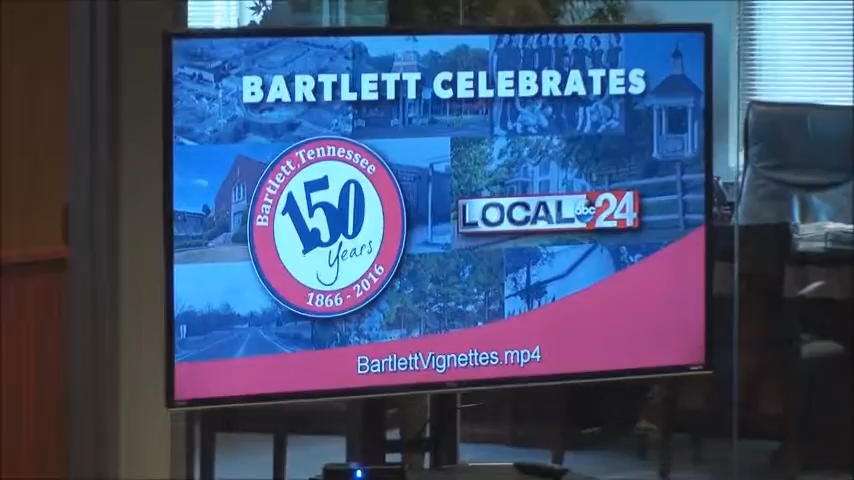 BARTLETT CELEBRATES
Bartlett, Tennessee
150
Years
1866 - 2016
LOCAL abc 24
BartlettVignettes.mp4